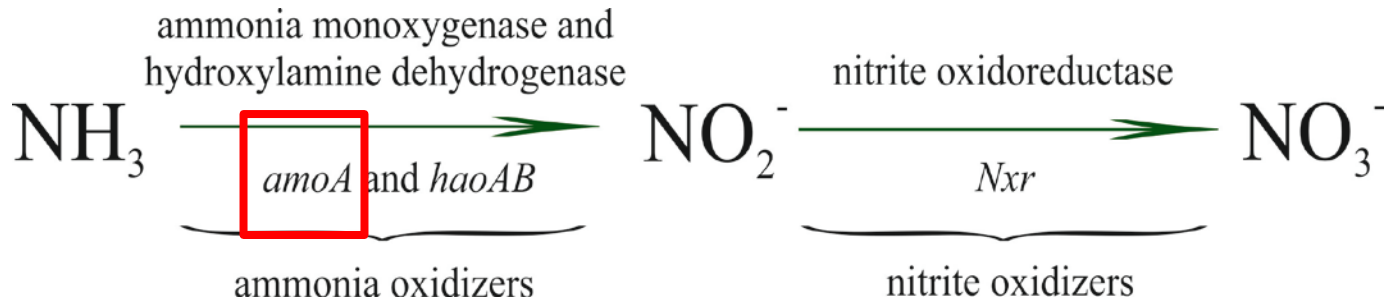 ammonia monoxygenase and
hydroxylamine dehydrogenase
nitrite oxidoreductase
NH₃ NO₂⁻ NO₃⁻
amoA and haoAB
Nxr
ammonia oxidizers
nitrite oxidizers